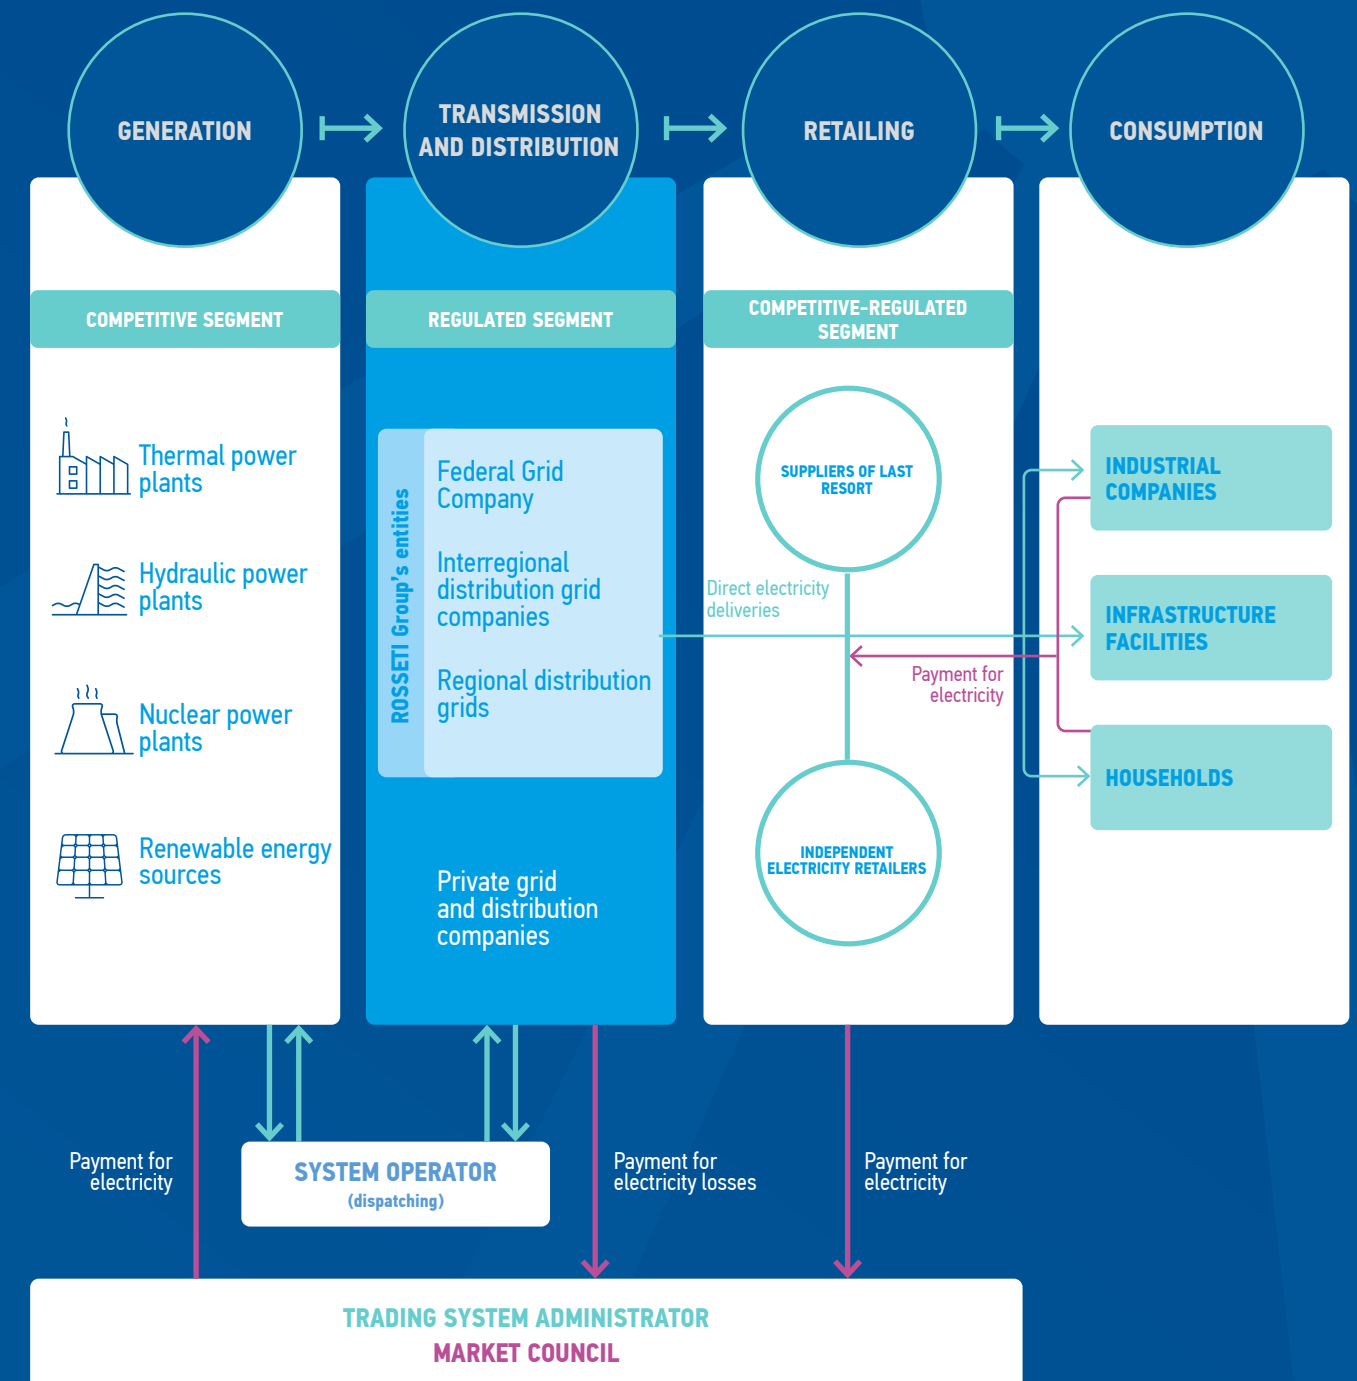 GENERATION
TRANSMISSION
AND DISTRIBUTION
RETAILING
CONSUMPTION
COMPETITIVE SEGMENT
REGULATED SEGMENT
COMPETITIVE-REGULATED
SEGMENT
Thermal power
plants
Hydraulic power
plants
Nuclear power
plants
Renewable energy
sources
ROSSETI Group's entities
Federal Grid
Company
Interregional
distribution grid
companies
Regional distribution
grids
Private grid
and distribution
companies
SUPPLIERS OF LAST
RESORT
Direct electricity
deliveries
Payment for
electricity
INDEPENDENT
ELECTRICITY RETAILERS
INDUSTRIAL
COMPANIES
INFRASTRUCTURE
FACILITIES
HOUSEHOLDS
Payment for
electricity
SYSTEM OPERATOR
(dispatching)
Payment for
electricity losses
Payment for
electricity
TRADING SYSTEM ADMINISTRATOR
MARKET COUNCIL